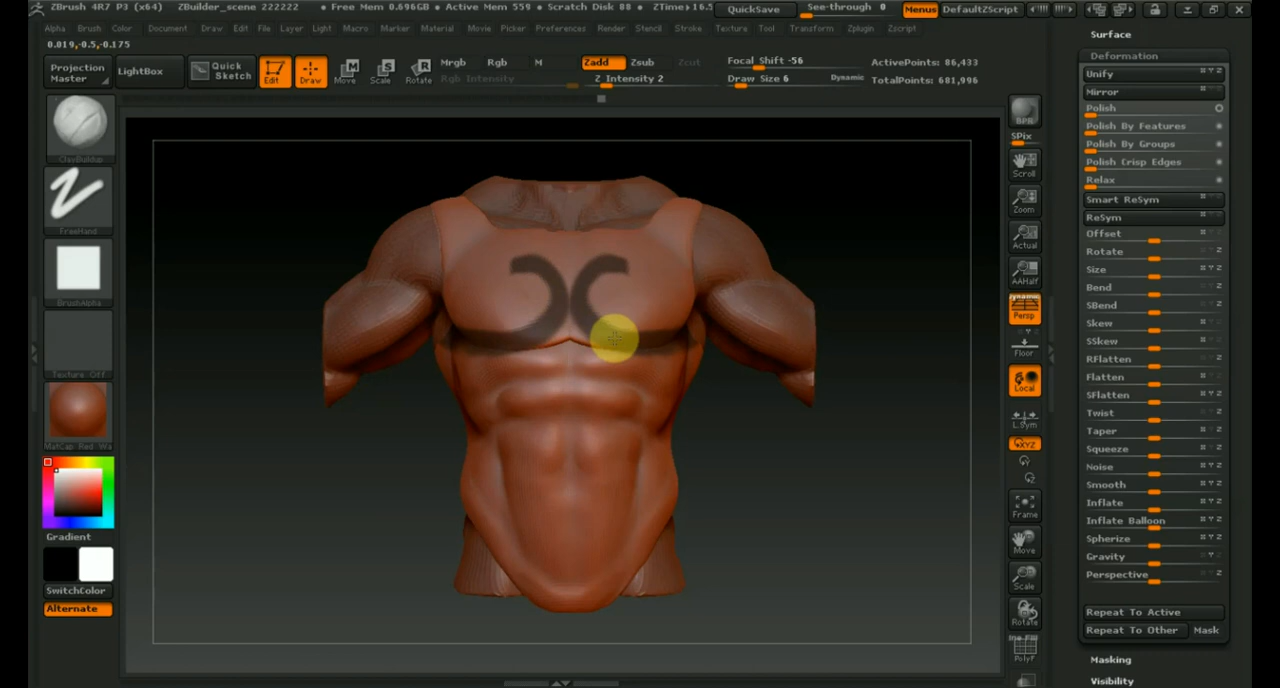 ZBrush 4R7 P3 (x64) ZBuilder_scene 222222 • Free Mem 0.696GB • Active Mem 559 • Scratch Disk 88 • ZTime▸16.5 QuickSave See-through 0 Menus DefaultZScript
Alpha Brush Color Document Draw Edit File Layer Light Macro Marker Material Movie Picker Preferences Render Stencil Stroke Texture Tool Transform Zplugin Zscript
0.019,-0.5,-0.175
Projection Master
LightBox
Quick Sketch
Edit
Draw
Move
Scale
Rotate
Mrgb Rgb M
Rgb Intensity
Zadd Zsub Zcut
Z Intensity 2
Focal Shift -56
Draw Size 6 Dynamic
ActivePoints: 86,433
TotalPoints: 681,996
ClayBuildup
FreeHand
BrushAlpha
Texture Off
MatCap Red Wa
Gradient
SwitchColor
Alternate
BPR
SPix
Scroll
Zoom
Actual
AAHalf
Dynamic
Persp
Floor
Local
L.Sym
XYZ
Y
Z
Frame
Move
Scale
Rotate
PolyF
Surface
Deformation
Unify
Mirror
Polish
Polish By Features
Polish By Groups
Polish Crisp Edges
Relax
Smart ReSym
ReSym
Offset
Rotate
Size
Bend
SBend
Skew
SSkew
RFlatten
Flatten
SFlatten
Twist
Taper
Squeeze
Noise
Smooth
Inflate
Inflate Balloon
Spherize
Gravity
Perspective
Repeat To Active
Repeat To Other Mask
Masking
Visibility